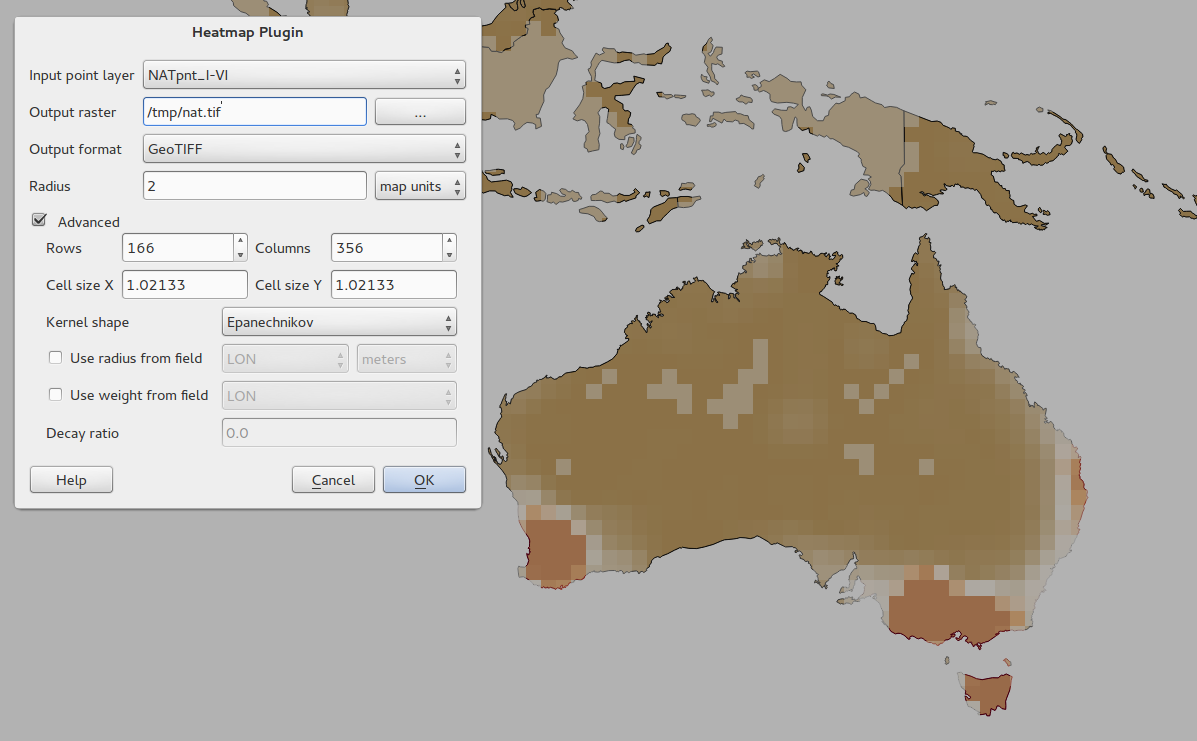 Heatmap Plugin
Input point layer NATpnt_I-VI
Output raster /tmp/nat.tif ...
Output format GeoTIFF
Radius 2 map units
Advanced
Rows 166 Columns 356
Cell size X 1.02133 Cell size Y 1.02133
Kernel shape Epanechnikov
Use radius from field LON meters
Use weight from field LON
Decay ratio 0.0
Help Cancel OK